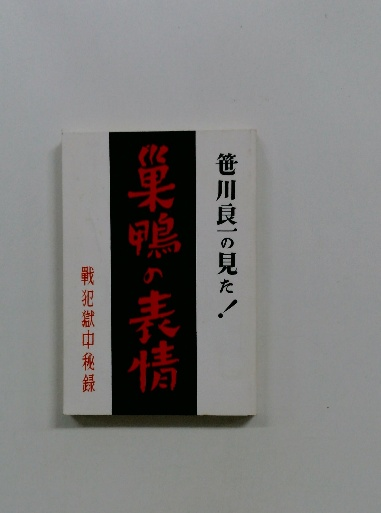 笹川良一の見た！
巣鴨の表情
戰犯獄中秘録